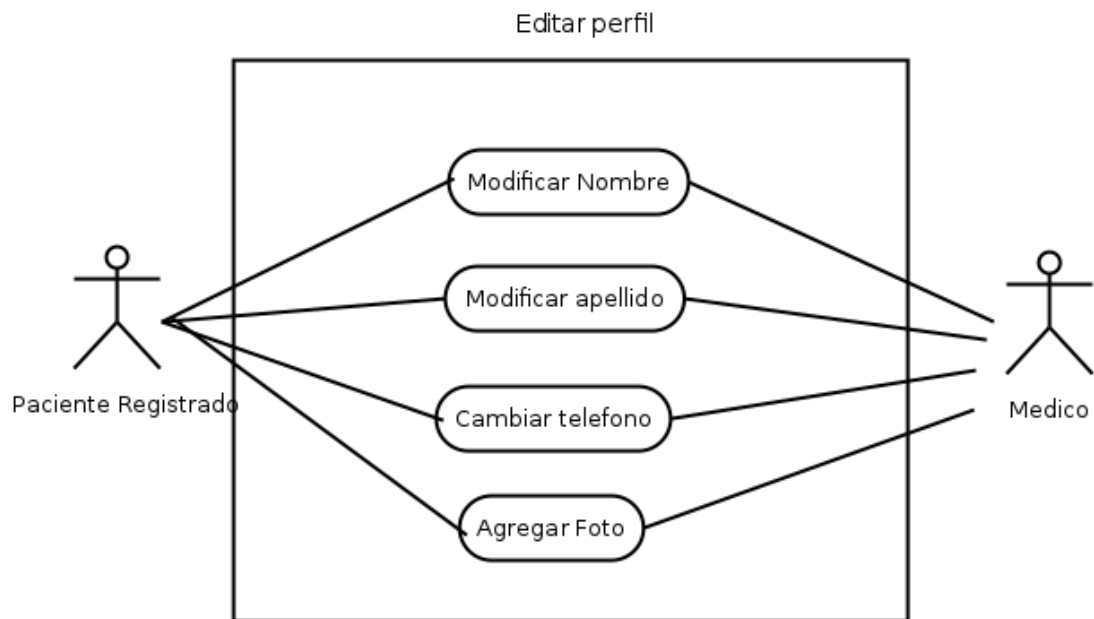 Editar perfil
Modificar Nombre
Modificar apellido
Paciente Registrado
Medico
Cambiar telefono
Agregar Foto